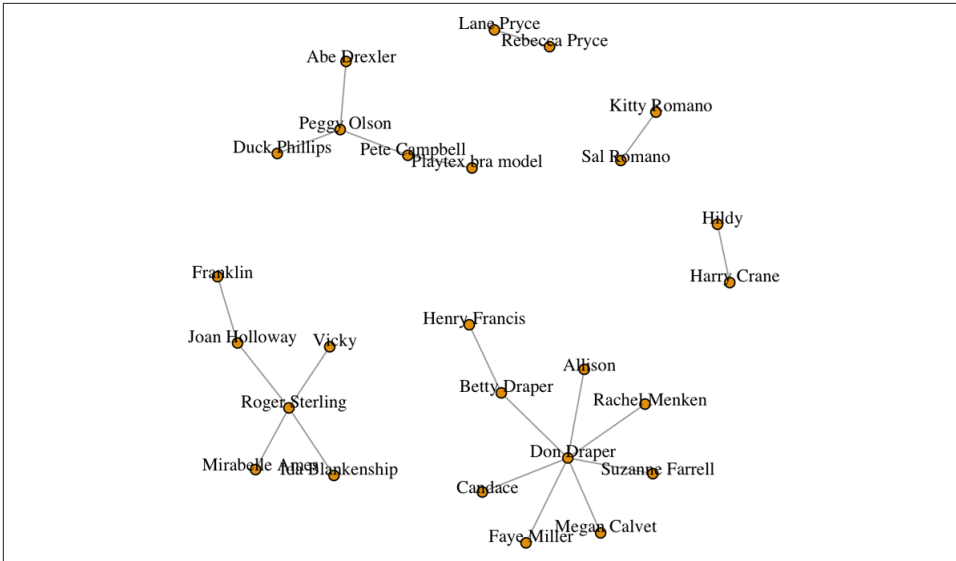 Lane Pryce
Rebecca Pryce
Abe Drexler
Peggy Olson
Duck Phillips
Pete Campbell
Playtex bra model
Kitty Romano
Sal Romano
Hildy
Harry Crane
Franklin
Joan Holloway
Vicky
Roger Sterling
Mirabelle Ames
Ida Blankenship
Henry Francis
Betty Draper
Allison
Rachel Menken
Don Draper
Suzanne Farrell
Candace
Megan Calvet
Faye Miller